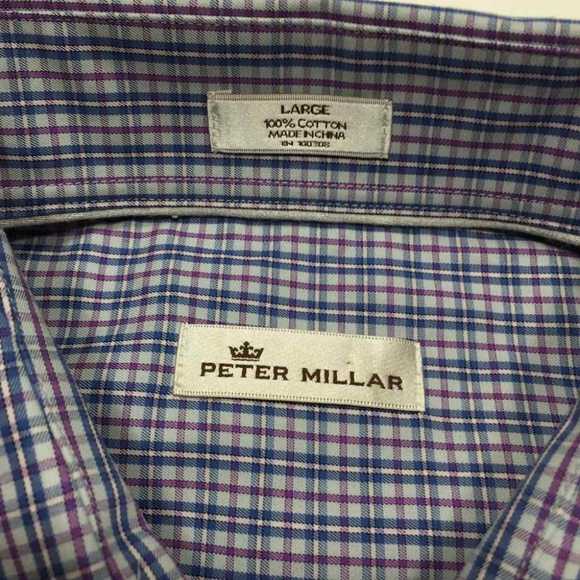 LARGE
100% COTTON
MADE IN CHINA
PETER MILLAR